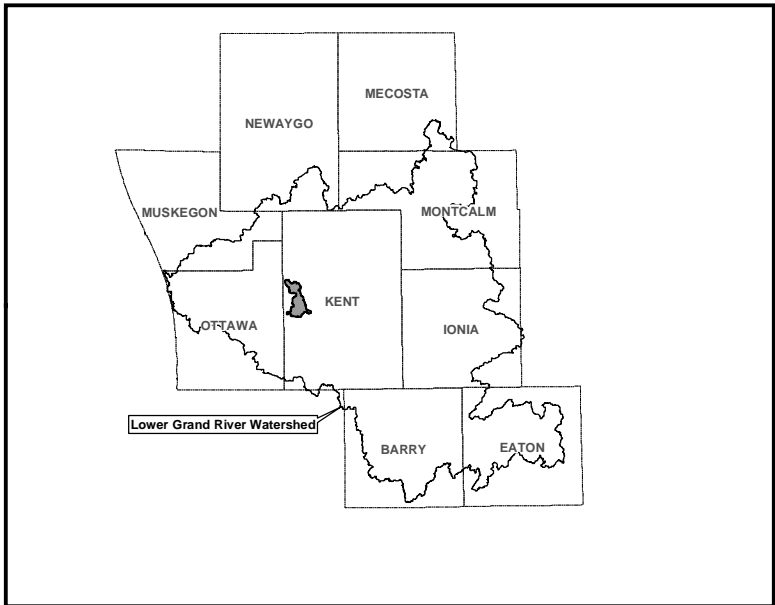 MECOSTA
NEWAYGO
MUSKEGON
MONTCALM
KENT
OTTAWA
IONIA
Lower Grand River Watershed
BARRY
EATON